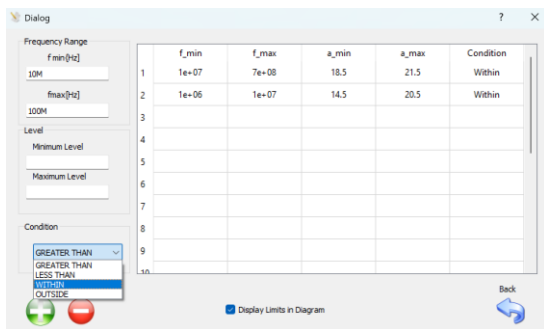 Dialog ? ×
Frequency Range
f min[Hz]
10M
fmax[Hz]
100M
Level
Minimum Level
Maximum Level
Condition
GREATER THAN
GREATER THAN
LESS THAN
WITHIN
OUTSIDE
f_min f_max a_min a_max Condition
1 1e+07 7e+08 18.5 21.5 Within
2 1e+06 1e+07 14.5 20.5 Within
3
4
5
6
7
8
9
10
Display Limits in Diagram
Back